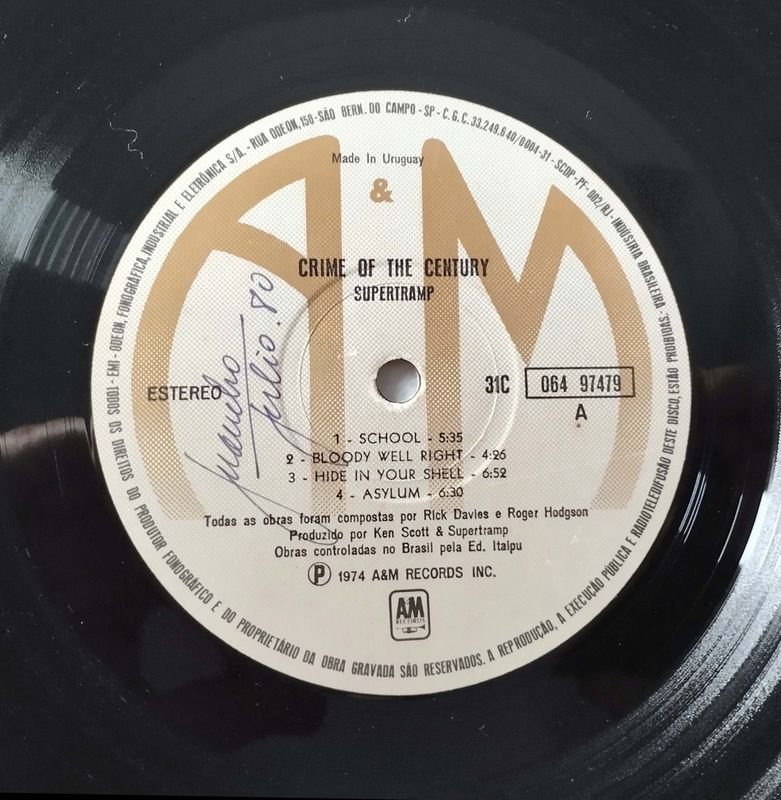 TODOS OS DIREITOS DO PRODUTOR FONOGRÁFICO E DO PROPRIETÁRIO DA OBRA GRAVADA SÃO RESERVADOS. A REPRODUÇÃO, A EXECUÇÃO PÚBLICA E RADIOTELEDIFUSÃO DESTE DISCO, ESTÃO PROIBIDAS.
EMI - ODEON, FONOGRÁFICA, INDUSTRIAL E ELETRÔNICA S/A. - RUA ODEON, 150 - SÃO BERN. DO CAMPO - SP - C.G.C. 33.249.640/0004-31 - SCDP-PF-002/RJ - INDÚSTRIA BRASILEIRA -
Made In Uruguay
A & M
CRIME OF THE CENTURY
SUPERTRAMP
Juancho
julio. 80
ESTEREO
31C 064 97479
A
1 - SCHOOL - 5:35
2 - BLOODY WELL RIGHT - 4:26
3 - HIDE IN YOUR SHELL - 6:52
4 - ASYLUM - 6:30
Todas as obras foram compostas por Rick Davies e Roger Hodgson
Produzido por Ken Scott & Supertramp
Obras controladas no Brasil pela Ed. Itaipu
Ⓟ 1974 A&M RECORDS INC.
AM
RECORDS